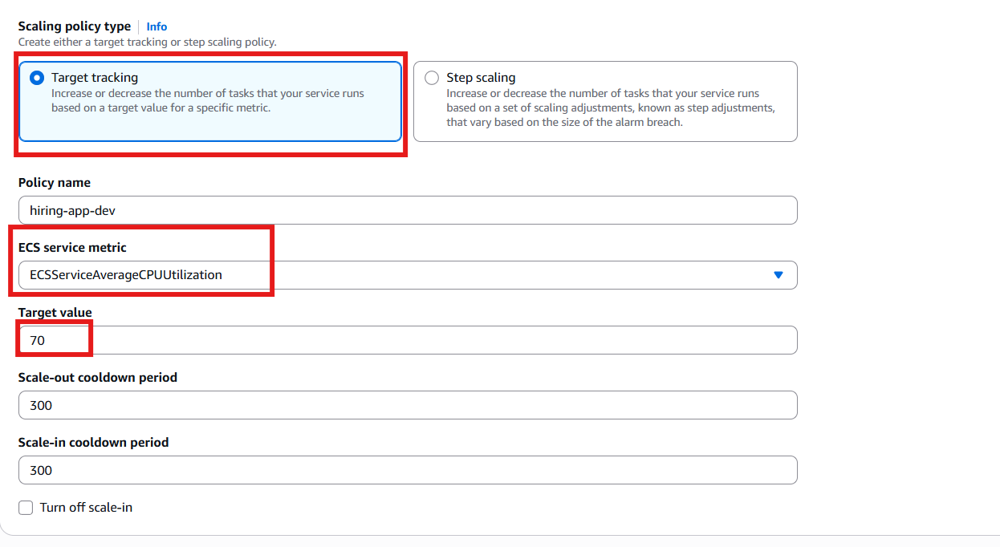 Scaling policy type Info
Create either a target tracking or step scaling policy.
Target tracking
Increase or decrease the number of tasks that your service runs
based on a target value for a specific metric.
Step scaling
Increase or decrease the number of tasks that your service runs
based on a set of scaling adjustments, known as step adjustments,
that vary based on the size of the alarm breach.
Policy name
hiring-app-dev
ECS service metric
ECSServiceAverageCPUUtilization
Target value
70
Scale-out cooldown period
300
Scale-in cooldown period
300
Turn off scale-in